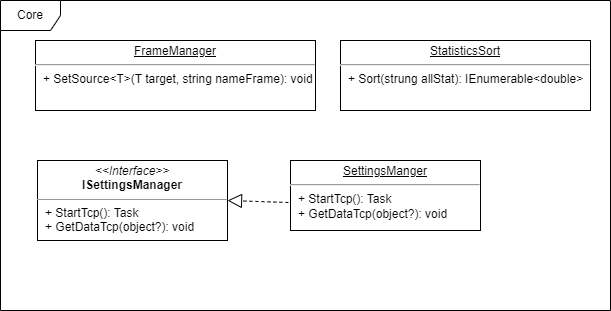 Core
FrameManager
+ SetSource<T>(T target, string nameFrame): void
StatisticsSort
+ Sort(strung allStat): IEnumerable<double>
<<Interface>>
ISettingsManager
+ StartTcp(): Task
+ GetDataTcp(object?): void
SettingsManger
+ StartTcp(): Task
+ GetDataTcp(object?): void